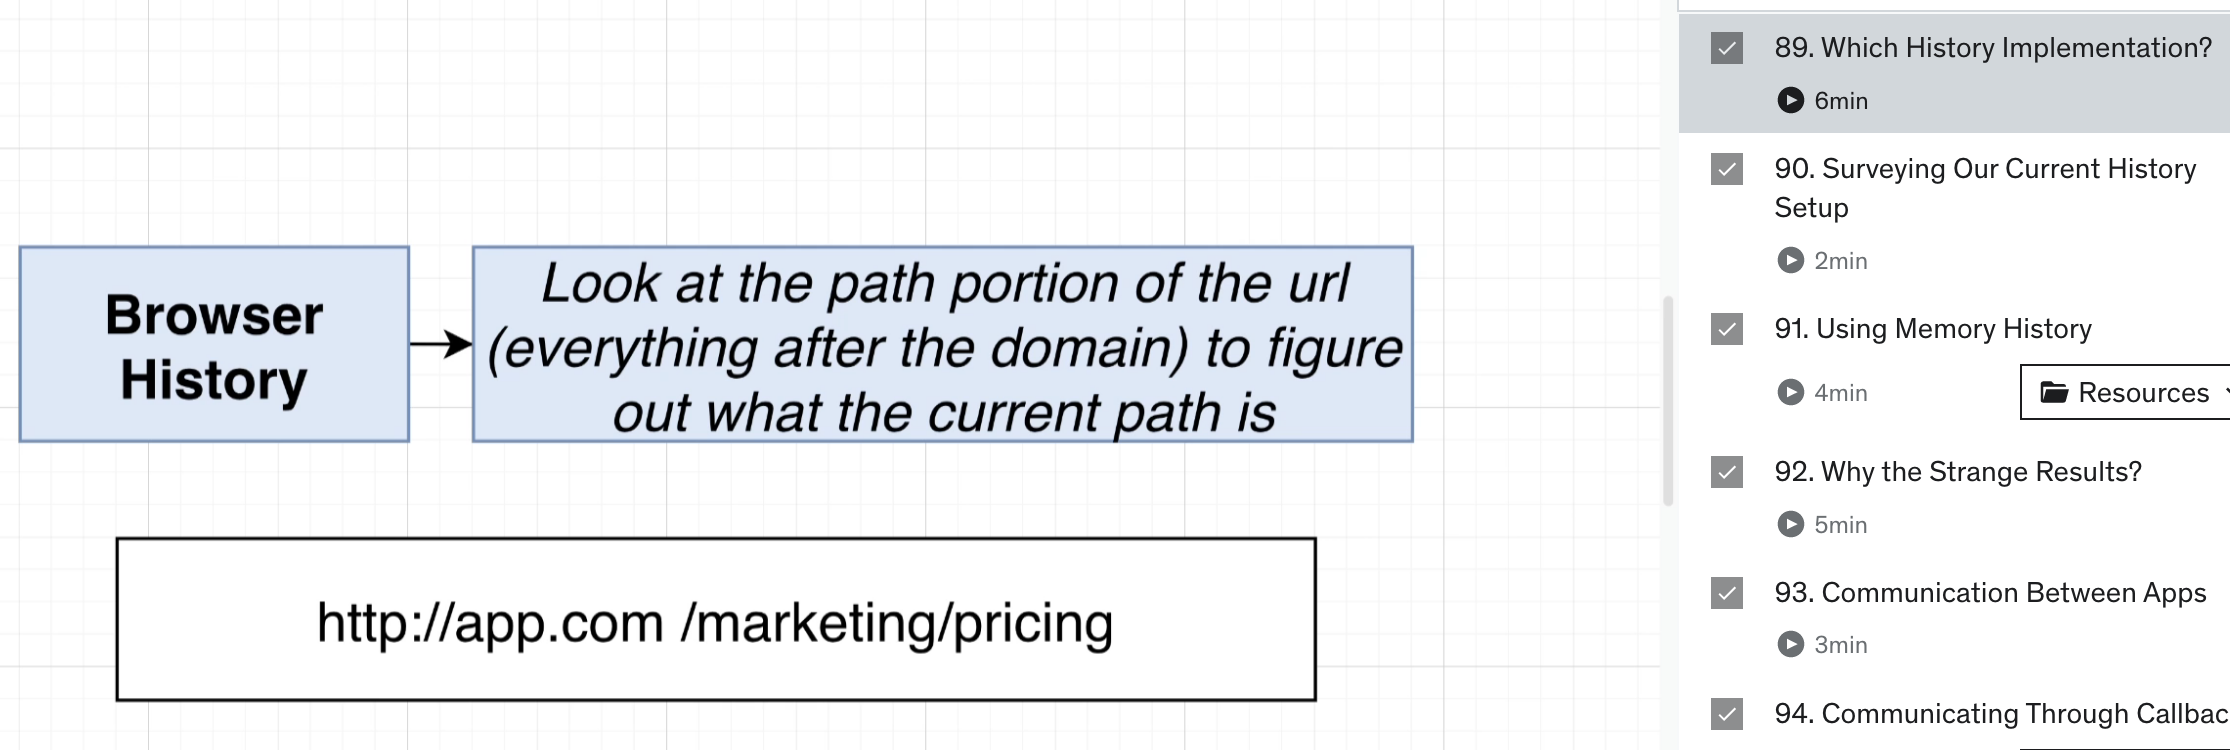 Browser
History
Look at the path portion of the url
(everything after the domain) to figure
out what the current path is
http://app.com /marketing/pricing
89. Which History Implementation?
6min
90. Surveying Our Current History
Setup
2min
91. Using Memory History
4min
Resources
92. Why the Strange Results?
5min
93. Communication Between Apps
3min
94. Communicating Through Callbac